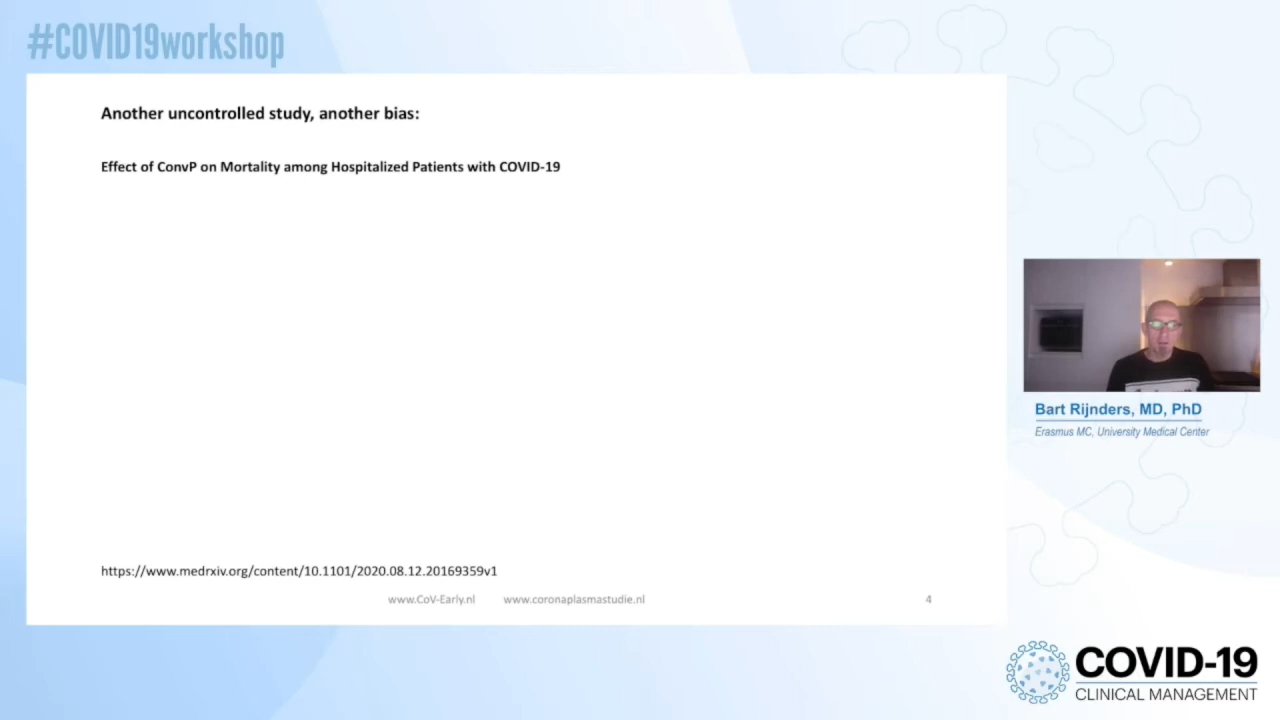 #COVID19workshop
Another uncontrolled study, another bias:
Effect of ConvP on Mortality among Hospitalized Patients with COVID-19
https://www.medrxiv.org/content/10.1101/2020.08.12.20169359v1
www.CoV-Early.nl www.coronaplasmastudie.nl 4
Bart Rijnders, MD, PhD
Erasmus MC, University Medical Center
COVID-19
CLINICAL MANAGEMENT